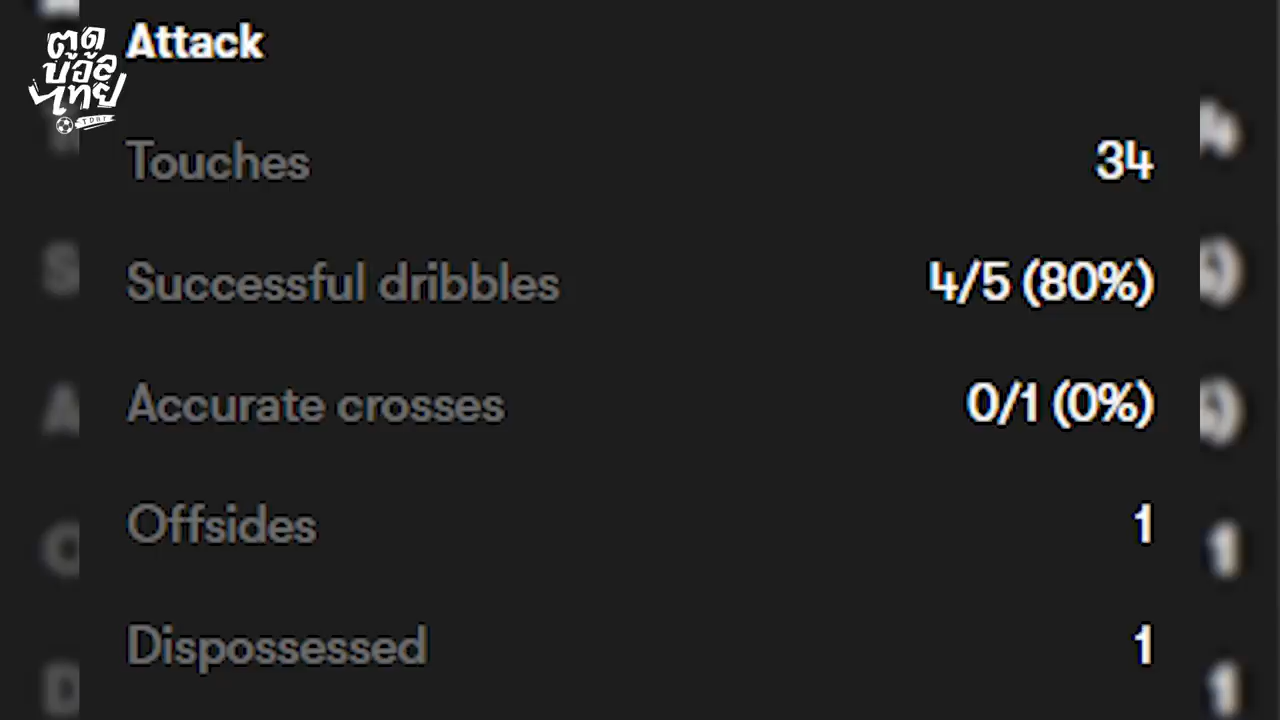 ตูด
บ้อล
ไทย
TDBT
Attack
Touches 34
Successful dribbles 4/5 (80%)
Accurate crosses 0/1 (0%)
Offsides 1
Dispossessed 1